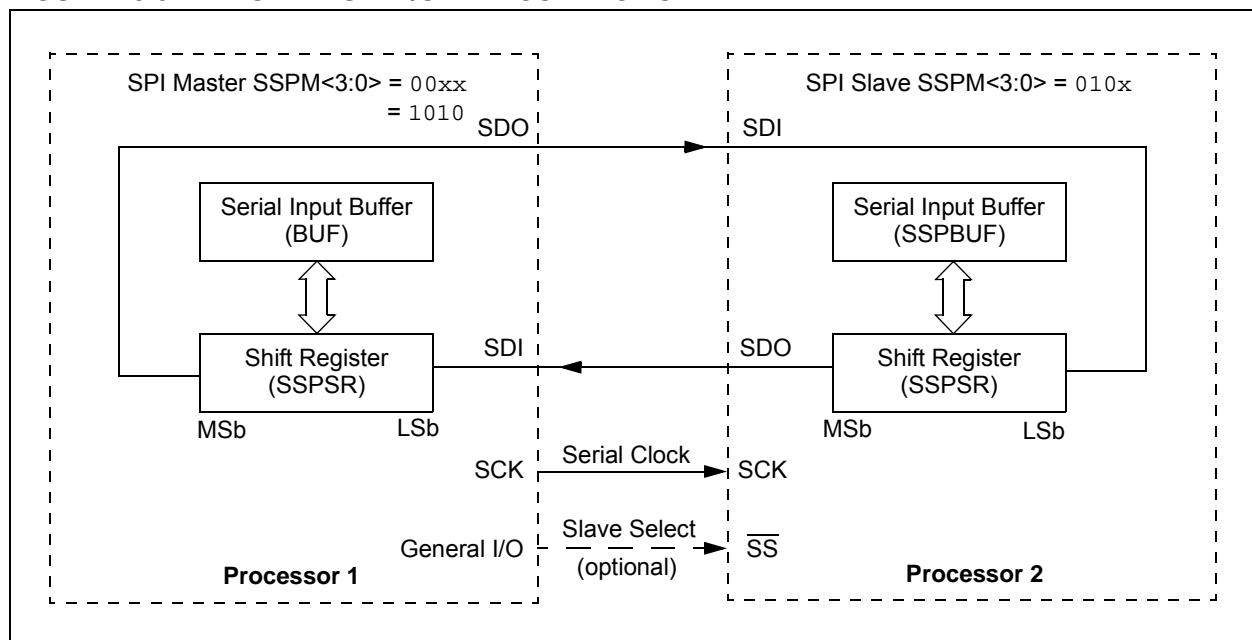 SPI Master SSPM<3:0> = 00xx
= 1010
SDO
Serial Input Buffer
(BUF)
Shift Register
(SSPSR)
MSb
LSb
SDI
SCK
General I/O
Processor 1
Serial Clock
Slave Select
(optional)
SPI Slave SSPM<3:0> = 010x
SDI
Serial Input Buffer
(SSPBUF)
SDO
Shift Register
(SSPSR)
MSb
LSb
SCK
S̅S̅
Processor 2